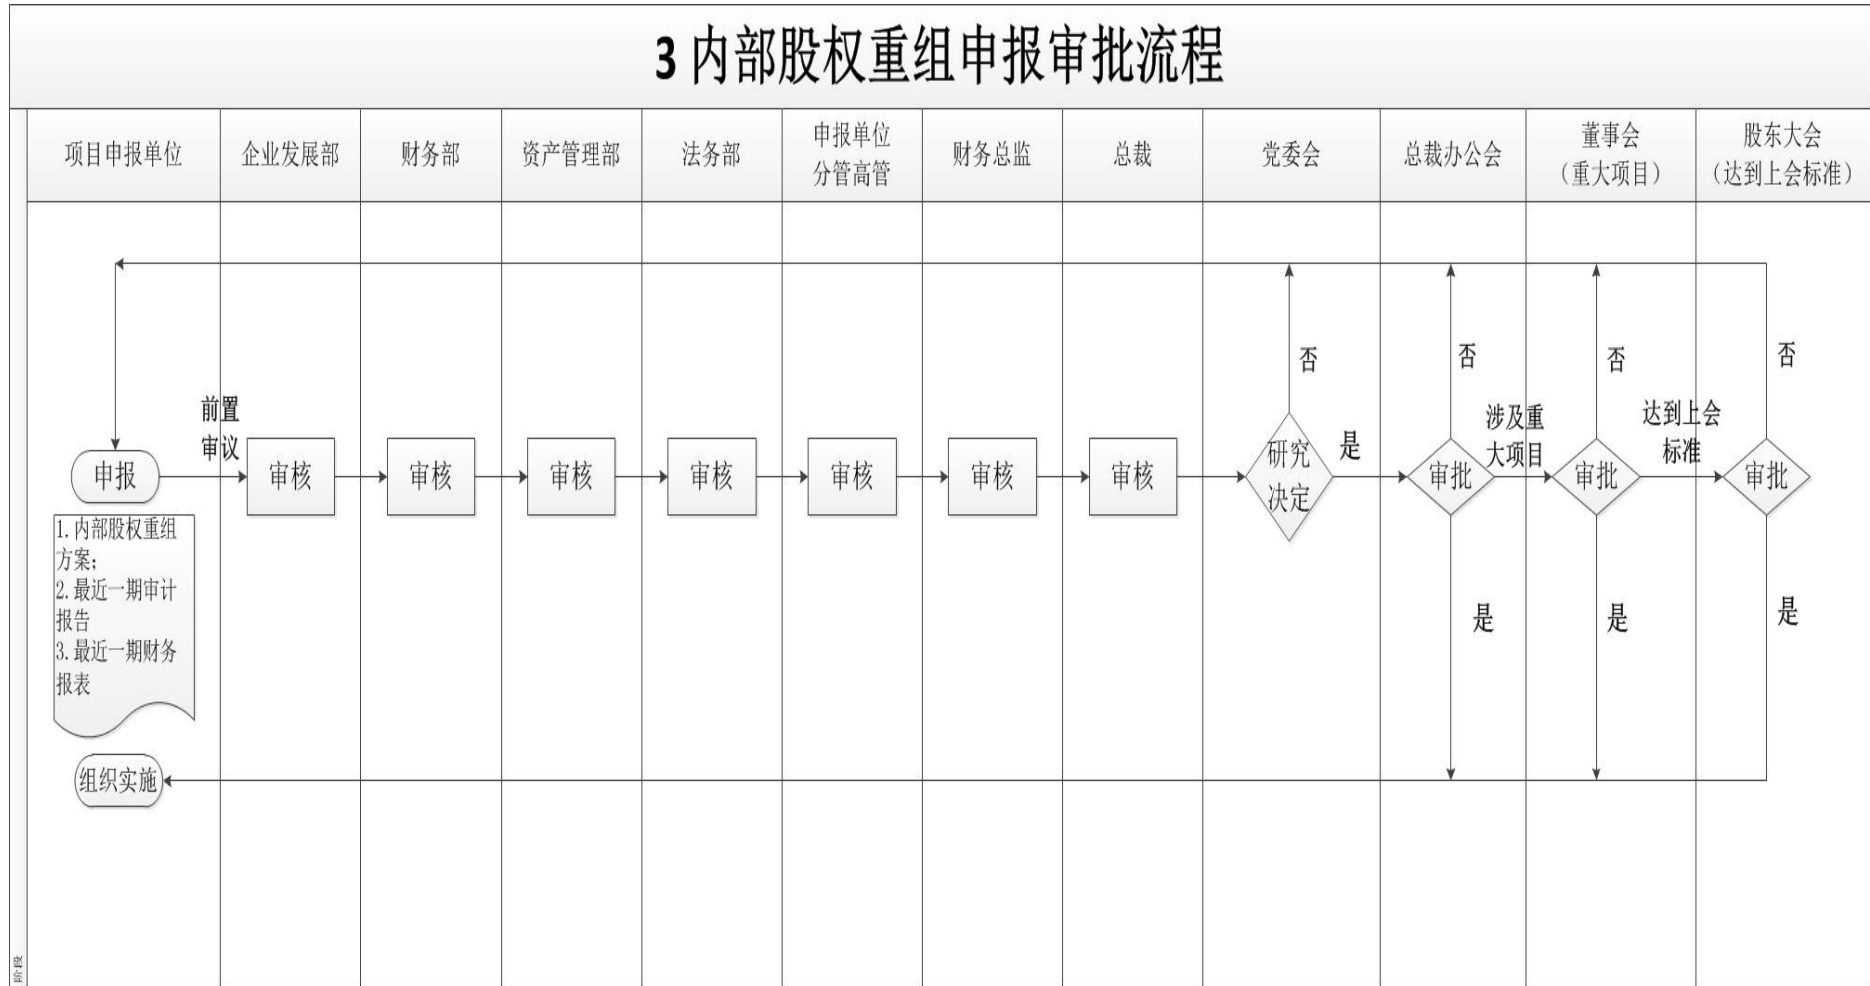 3 内部股权重组申报审批流程
项目申报单位
企业发展部
财务部
资产管理部
法务部
申报单位
分管高管
财务总监
总裁
党委会
总裁办公会
董事会
（重大项目）
股东大会
（达到上会标准）
否
否
否
否
前置
审议
涉及重
大项目
达到上会
标准
申报
审核
审核
审核
审核
审核
审核
审核
研究
决定
是
审批
审批
审批
1. 内部股权重组
方案；
2. 最近一期审计
报告
3. 最近一期财务
报表
是
是
是
组织实施
阶段